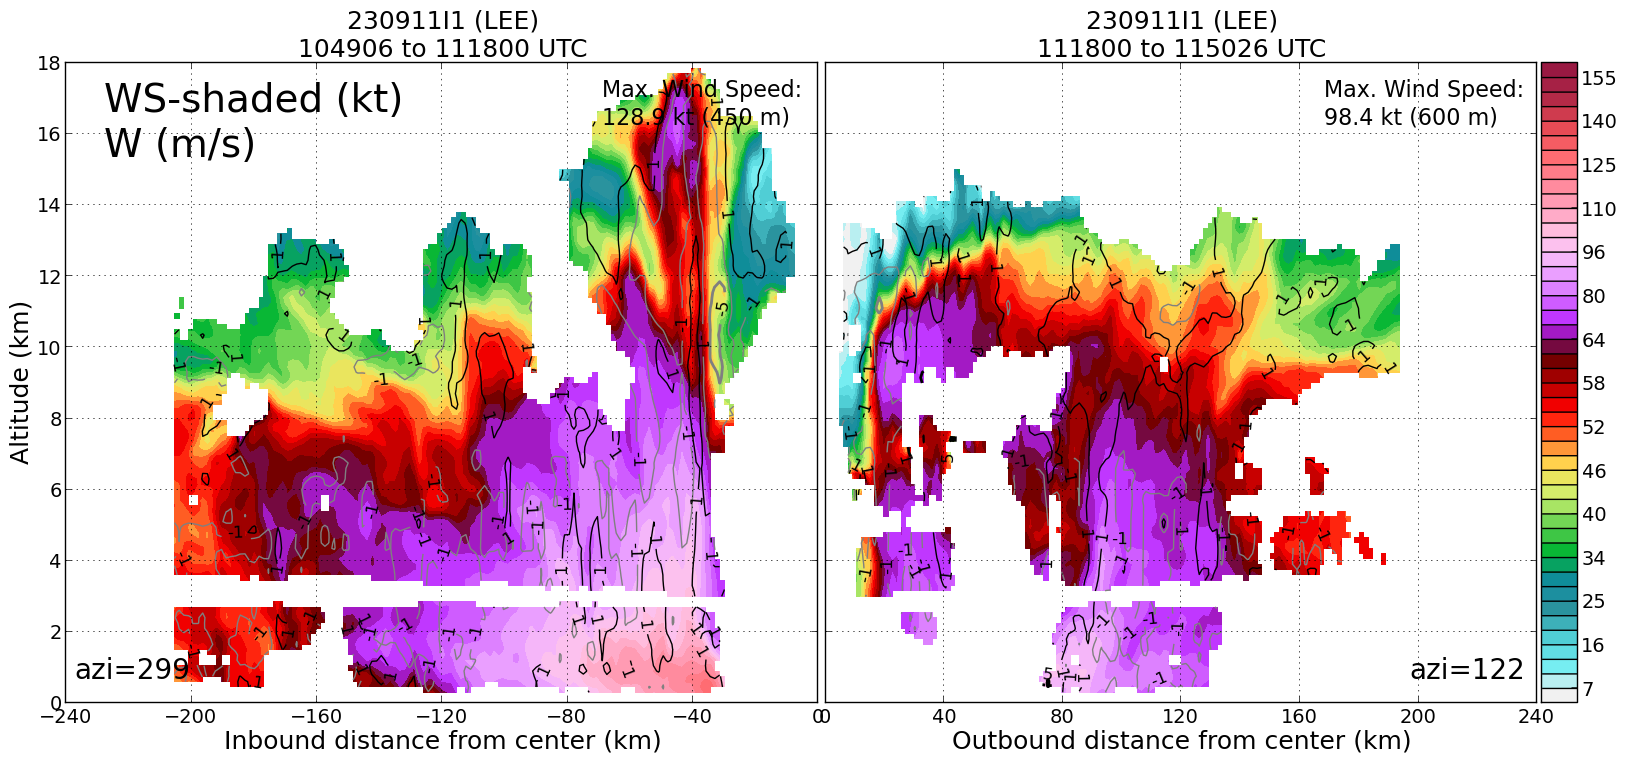 230911I1 (LEE)
104906 to 111800 UTC
230911I1 (LEE)
111800 to 115026 UTC
WS-shaded (kt)
W (m/s)
Max. Wind Speed:
128.9 kt (450 m)
Max. Wind Speed:
98.4 kt (600 m)
azi=299
azi=122
Altitude (km)
18
16
14
12
10
8
6
4
2
0
−240 −200 −160 −120 −80 −40 0
0 40 80 120 160 200 240
Inbound distance from center (km)
Outbound distance from center (km)
155
140
125
110
96
80
64
58
52
46
40
34
25
16
7